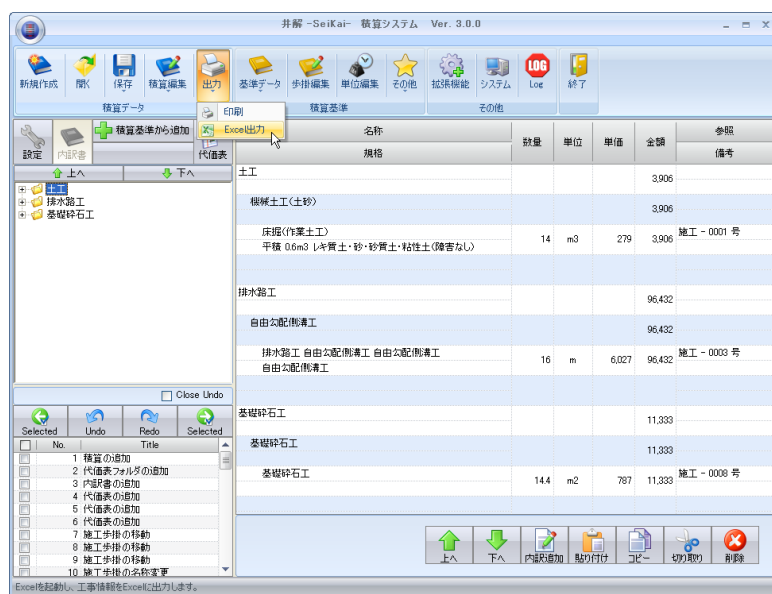 丼解 -SeiKai- 積算システム Ver. 3.0.0
新規作成 開く 保存 積算編集 出力 基準データ 歩掛編集 単位編集 その他 拡張機能 システム Log 終了
LOG
積算データ 積算基準 その他
印刷
Excel出力
設定 内訳書 積算基準から追加 代価表
上へ 下へ
土工
排水路工
基礎砕石工
名称 数量 単位 単価 金額 参照
規格 備考
土工
3,906
機械土工(土砂)
3,906
床掘(作業土工) 施工 - 0001 号
平積 0.6m3 レキ質土・砂・砂質土・粘性土(障害なし) 14 m3 279 3,906
排水路工
96,432
自由勾配側溝工
96,432
排水路工 自由勾配側溝工 自由勾配側溝工 施工 - 0003 号
自由勾配側溝工 16 m 6,027 96,432
基礎砕石工
11,333
基礎砕石工
11,333
基礎砕石工 施工 - 0008 号
14.4 m2 787 11,333
Close Undo
Selected Undo Redo Selected
No. Title
1 積算の追加
2 代価表フォルダの追加
3 内訳書の追加
4 代価表の追加
5 代価表の追加
6 代価表の追加
7 施工歩掛の移動
8 施工歩掛の移動
9 施工歩掛の移動
10 施工歩掛の名称変更
上へ 下へ 内訳追加 貼り付け コピー 切り取り 削除
Excelを起動し、工事情報をExcelに出力します。